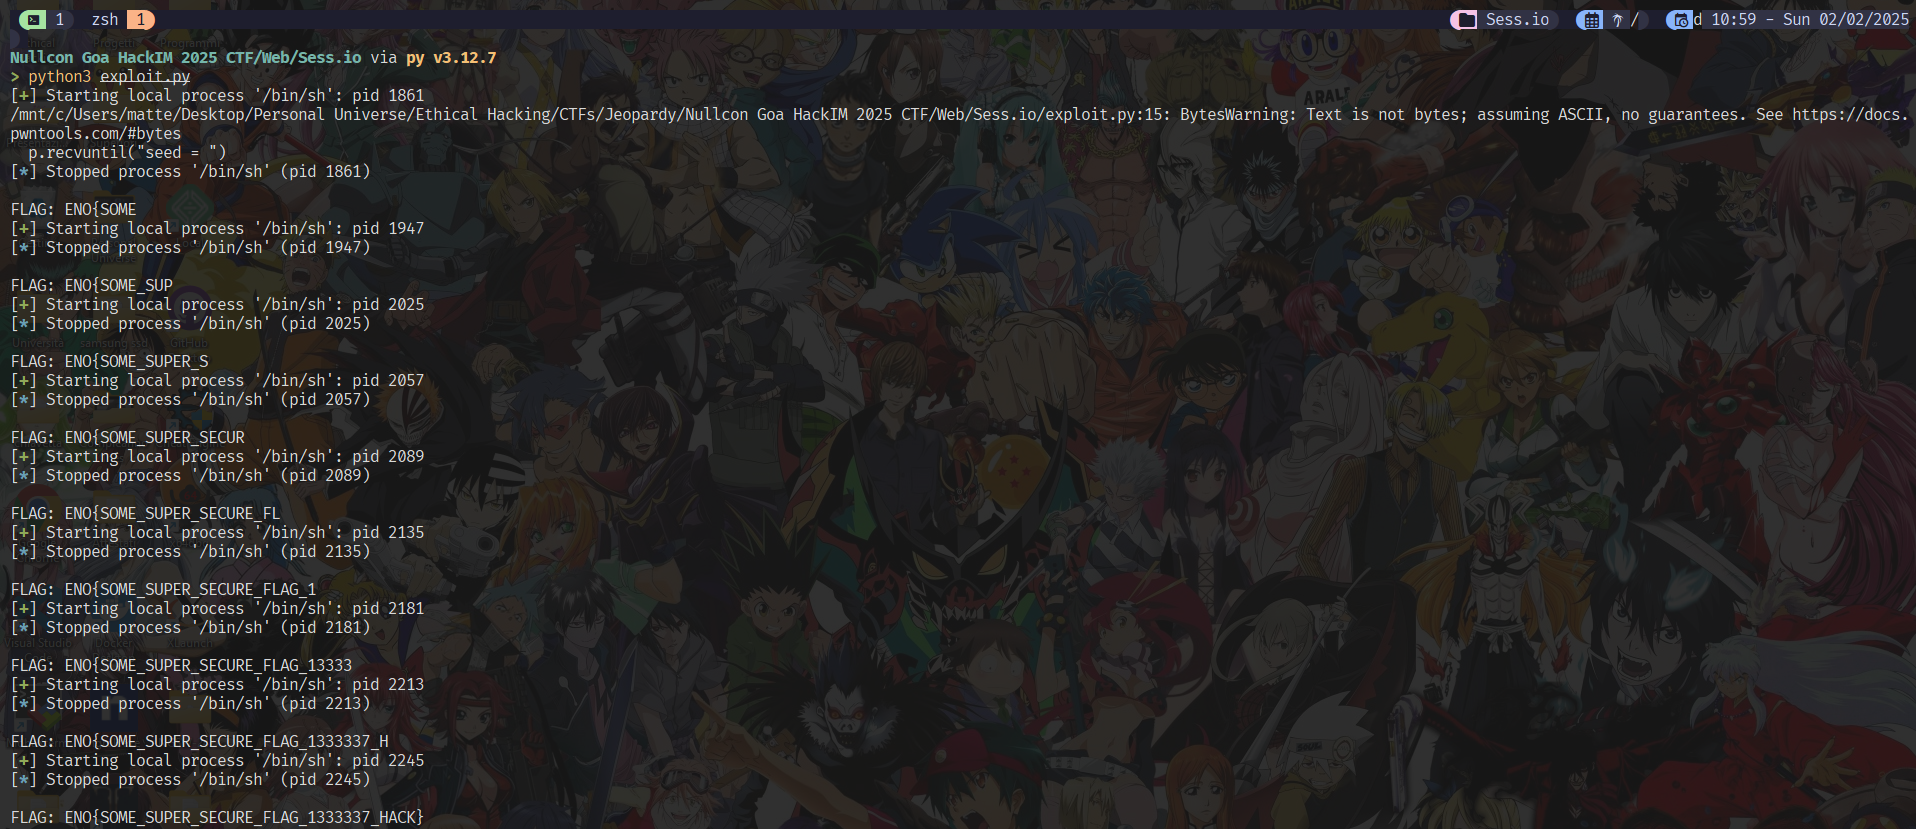 1 zsh 1 Sess.io / d 10:59 - Sun 02/02/2025
Nullcon Goa HackIM 2025 CTF/Web/Sess.io via py v3.12.7
> python3 exploit.py
[+] Starting local process '/bin/sh': pid 1861
/mnt/c/Users/matte/Desktop/Personal Universe/Ethical Hacking/CTFs/Jeopardy/Nullcon Goa HackIM 2025 CTF/Web/Sess.io/exploit.py:15: BytesWarning: Text is not bytes; assuming ASCII, no guarantees. See https://docs.
pwntools.com/#bytes
  p.recvuntil("seed = ")
[*] Stopped process '/bin/sh' (pid 1861)
FLAG: ENO{SOME
[+] Starting local process '/bin/sh': pid 1947
[*] Stopped process '/bin/sh' (pid 1947)
FLAG: ENO{SOME_SUP
[+] Starting local process '/bin/sh': pid 2025
[*] Stopped process '/bin/sh' (pid 2025)
FLAG: ENO{SOME_SUPER_S
[+] Starting local process '/bin/sh': pid 2057
[*] Stopped process '/bin/sh' (pid 2057)
FLAG: ENO{SOME_SUPER_SECUR
[+] Starting local process '/bin/sh': pid 2089
[*] Stopped process '/bin/sh' (pid 2089)
FLAG: ENO{SOME_SUPER_SECURE_FL
[+] Starting local process '/bin/sh': pid 2135
[*] Stopped process '/bin/sh' (pid 2135)
FLAG: ENO{SOME_SUPER_SECURE_FLAG_1
[+] Starting local process '/bin/sh': pid 2181
[*] Stopped process '/bin/sh' (pid 2181)
FLAG: ENO{SOME_SUPER_SECURE_FLAG_13333
[+] Starting local process '/bin/sh': pid 2213
[*] Stopped process '/bin/sh' (pid 2213)
FLAG: ENO{SOME_SUPER_SECURE_FLAG_1333337_H
[+] Starting local process '/bin/sh': pid 2245
[*] Stopped process '/bin/sh' (pid 2245)
FLAG: ENO{SOME_SUPER_SECURE_FLAG_1333337_HACK}